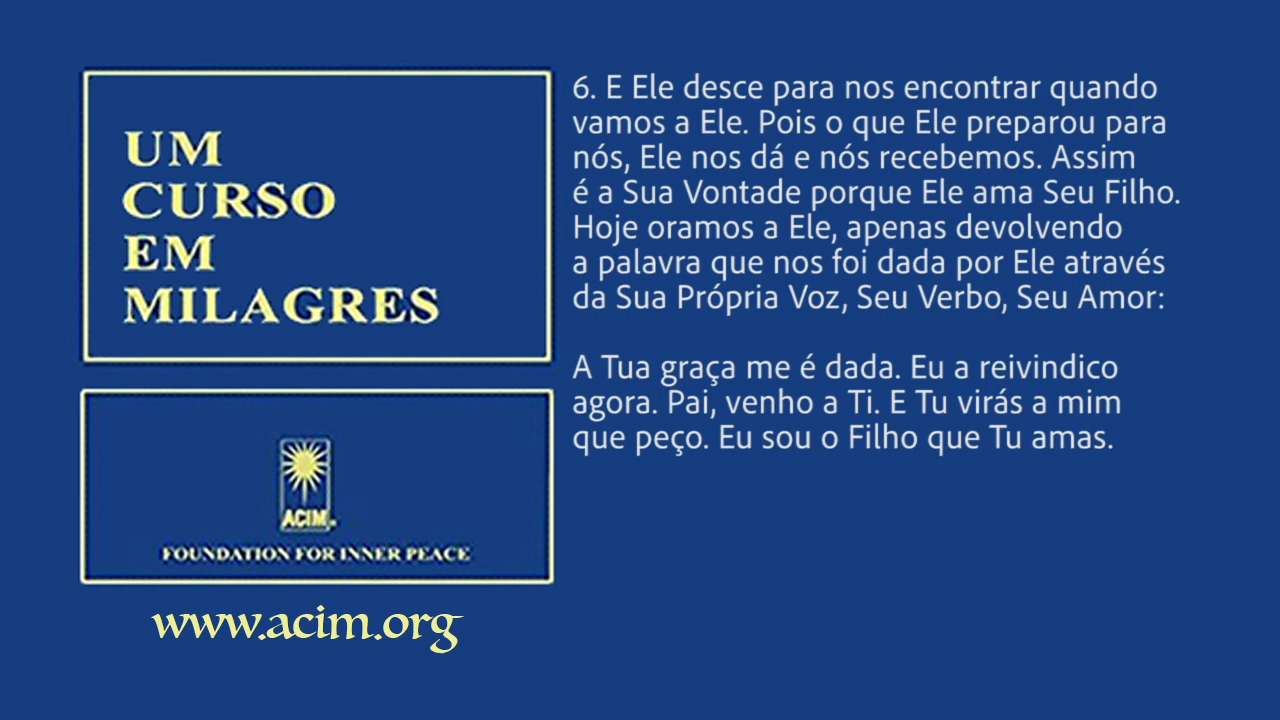 UM
CURSO
EM
MILAGRES
ACIM®
FOUNDATION FOR INNER PEACE
www.acim.org
6. E Ele desce para nos encontrar quando
vamos a Ele. Pois o que Ele preparou para
nós, Ele nos dá e nós recebemos. Assim
é a Sua Vontade porque Ele ama Seu Filho.
Hoje oramos a Ele, apenas devolvendo
a palavra que nos foi dada por Ele através
da Sua Própria Voz, Seu Verbo, Seu Amor:
A Tua graça me é dada. Eu a reivindico
agora. Pai, venho a Ti. E Tu virás a mim
que peço. Eu sou o Filho que Tu amas.